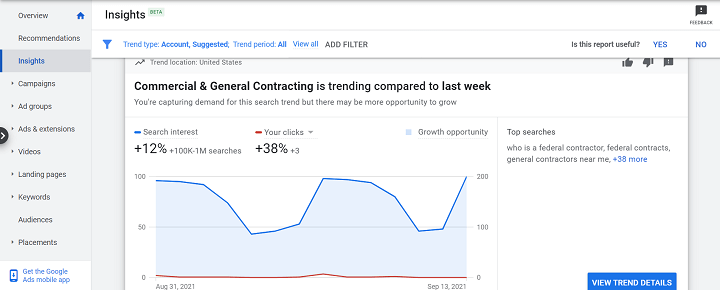 Overview
Recommendations
Insights
Campaigns
Ad groups
Ads & extensions
Videos
Landing pages
Keywords
Audiences
Placements
Get the Google
Ads mobile app
Insights BETA
FEEDBACK
Trend type: Account, Suggested; Trend period: All View all ADD FILTER
Is this report useful? YES NO
Trend location: United States
Commercial & General Contracting is trending compared to last week
You're capturing demand for this search trend but there may be more opportunity to grow
Search interest
+12% +100K-1M searches
Your clicks
+38% +3
Growth opportunity
100
50
0
200
100
0
Aug 31, 2021
Sep 13, 2021
Top searches
who is a federal contractor, federal contracts,
general contractors near me, +38 more
VIEW TREND DETAILS